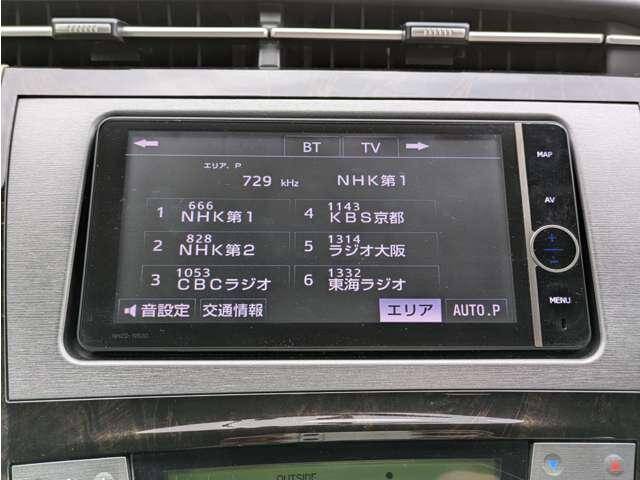 BT TV
エリア. P
729 kHz NHK第1
1 666 NHK第1
4 1143 KBS京都
2 828 NHK第2
5 1314 ラジオ大阪
3 1053 CBCラジオ
6 1332 東海ラジオ
音設定 交通情報 エリア AUTO.P
MAP
AV
MENU
OUTSIDE